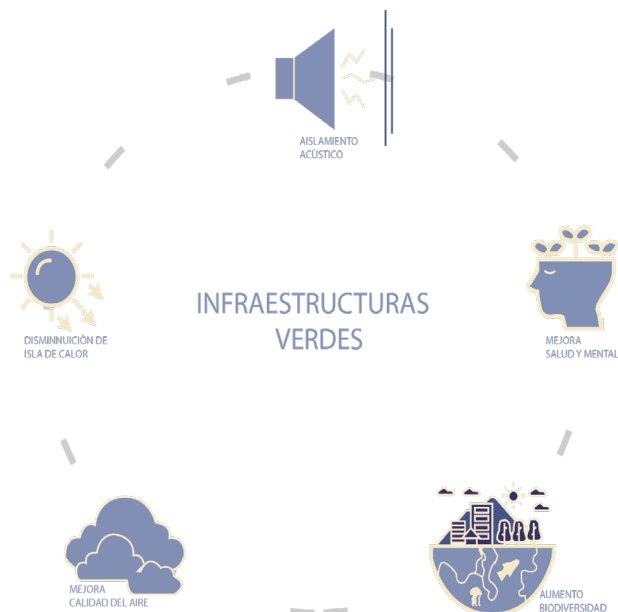 AISLAMIENTO
ACÚSTICO
INFRAESTRUCTURAS
VERDES
DISMINNUICIÒN DE
ISLA DE CALOR
MEJORA
SALUD Y MENTAL
MEJORA
CALIDAD DEL AIRE
AUMENTO
BIODIVERSIDAD